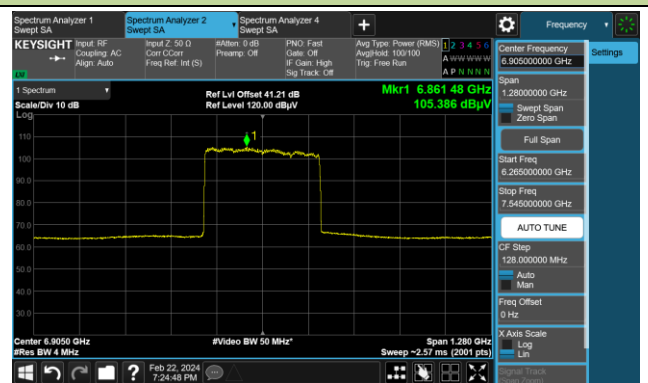 Spectrum Analyzer 1
Swept SA
Spectrum Analyzer 2
Swept SA
Spectrum Analyzer 4
Swept SA
+
Frequency
KEYSIGHT
Input: RF
Coupling: AC
Align: Auto
Input Z: 50 Ω
Corr CCorr
Freq Ref: Int (S)
#Atten: 0 dB
Preamp: Off
PNO: Fast
Gate: Off
IF Gain: High
Sig Track: Off
Avg Type: Power (RMS)
Avg|Hold: 100/100
Trig: Free Run
1 2 3 4 5 6
A W W W W W
A P N N N N
LW
1 Spectrum
Scale/Div 10 dB
Log
Ref Lvl Offset 41.21 dB
Ref Level 120.00 dBµV
Mkr1 6.861 48 GHz
105.386 dBµV
1
110
100
90.0
80.0
70.0
60.0
50.0
40.0
30.0
Center 6.9050 GHz
#Res BW 4 MHz
#Video BW 50 MHz*
Span 1.280 GHz
Sweep ~2.57 ms (2001 pts)
Center Frequency
6.905000000 GHz
Settings
Span
1.28000000 GHz
Swept Span
Zero Span
Full Span
Start Freq
6.265000000 GHz
Stop Freq
7.545000000 GHz
AUTO TUNE
CF Step
128.000000 MHz
Auto
Man
Freq Offset
0 Hz
X Axis Scale
Log
Lin
Signal Track
(Span Zoom)
?
Feb 22, 2024
7:24:48 PM